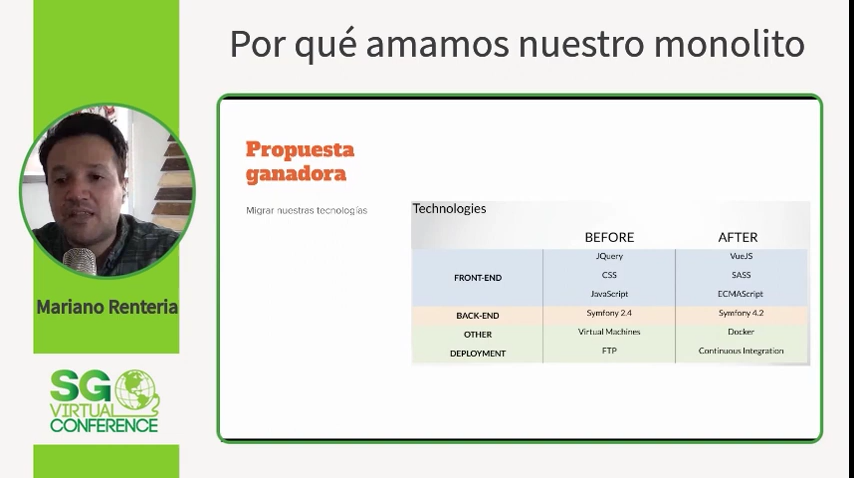 Por qué amamos nuestro monolito
Propuesta
ganadora
Migrar nuestras tecnologías
Technologies
BEFORE AFTER
FRONT-END
JQuery VueJS
CSS SASS
JavaScript ECMAScript
BACK-END Symfony 2.4 Symfony 4.2
OTHER Virtual Machines Docker
DEPLOYMENT FTP Continuous Integration
Mariano Renteria
SG
VIRTUAL
CONFERENCE